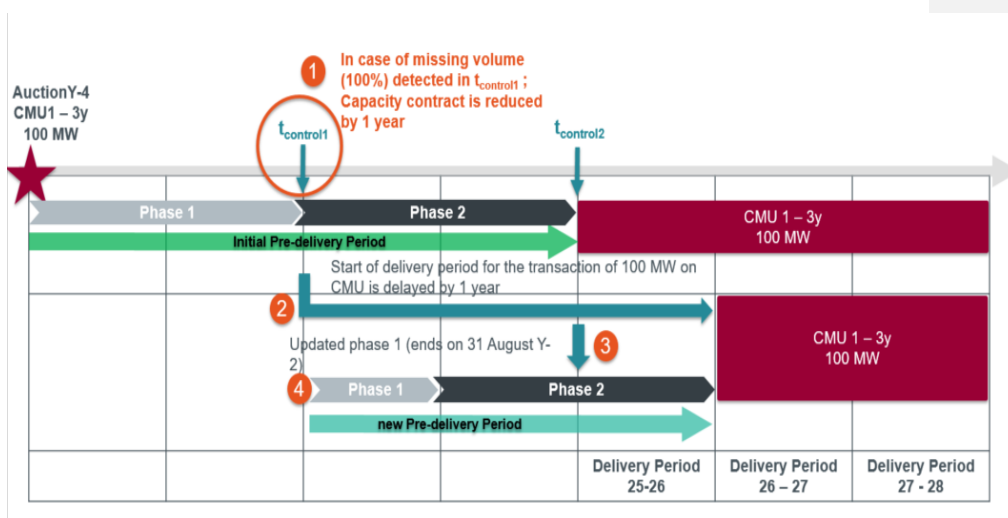 1
In case of missing volume
(100%) detected in tcontrol1 ;
Capacity contract is reduced
by 1 year
AuctionY-4
CMU1 – 3y
100 MW
tcontrol1
tcontrol2
Phase 1
Phase 2
CMU 1 – 3y
100 MW
Initial Pre-delivery Period
Start of delivery period for the transaction of 100 MW on
CMU is delayed by 1 year
2
Updated phase 1 (ends on 31 August Y-
2)
3
CMU 1 – 3y
100 MW
4
Phase 1
Phase 2
new Pre-delivery Period
Delivery Period
25-26
Delivery Period
26 – 27
Delivery Period
27 - 28